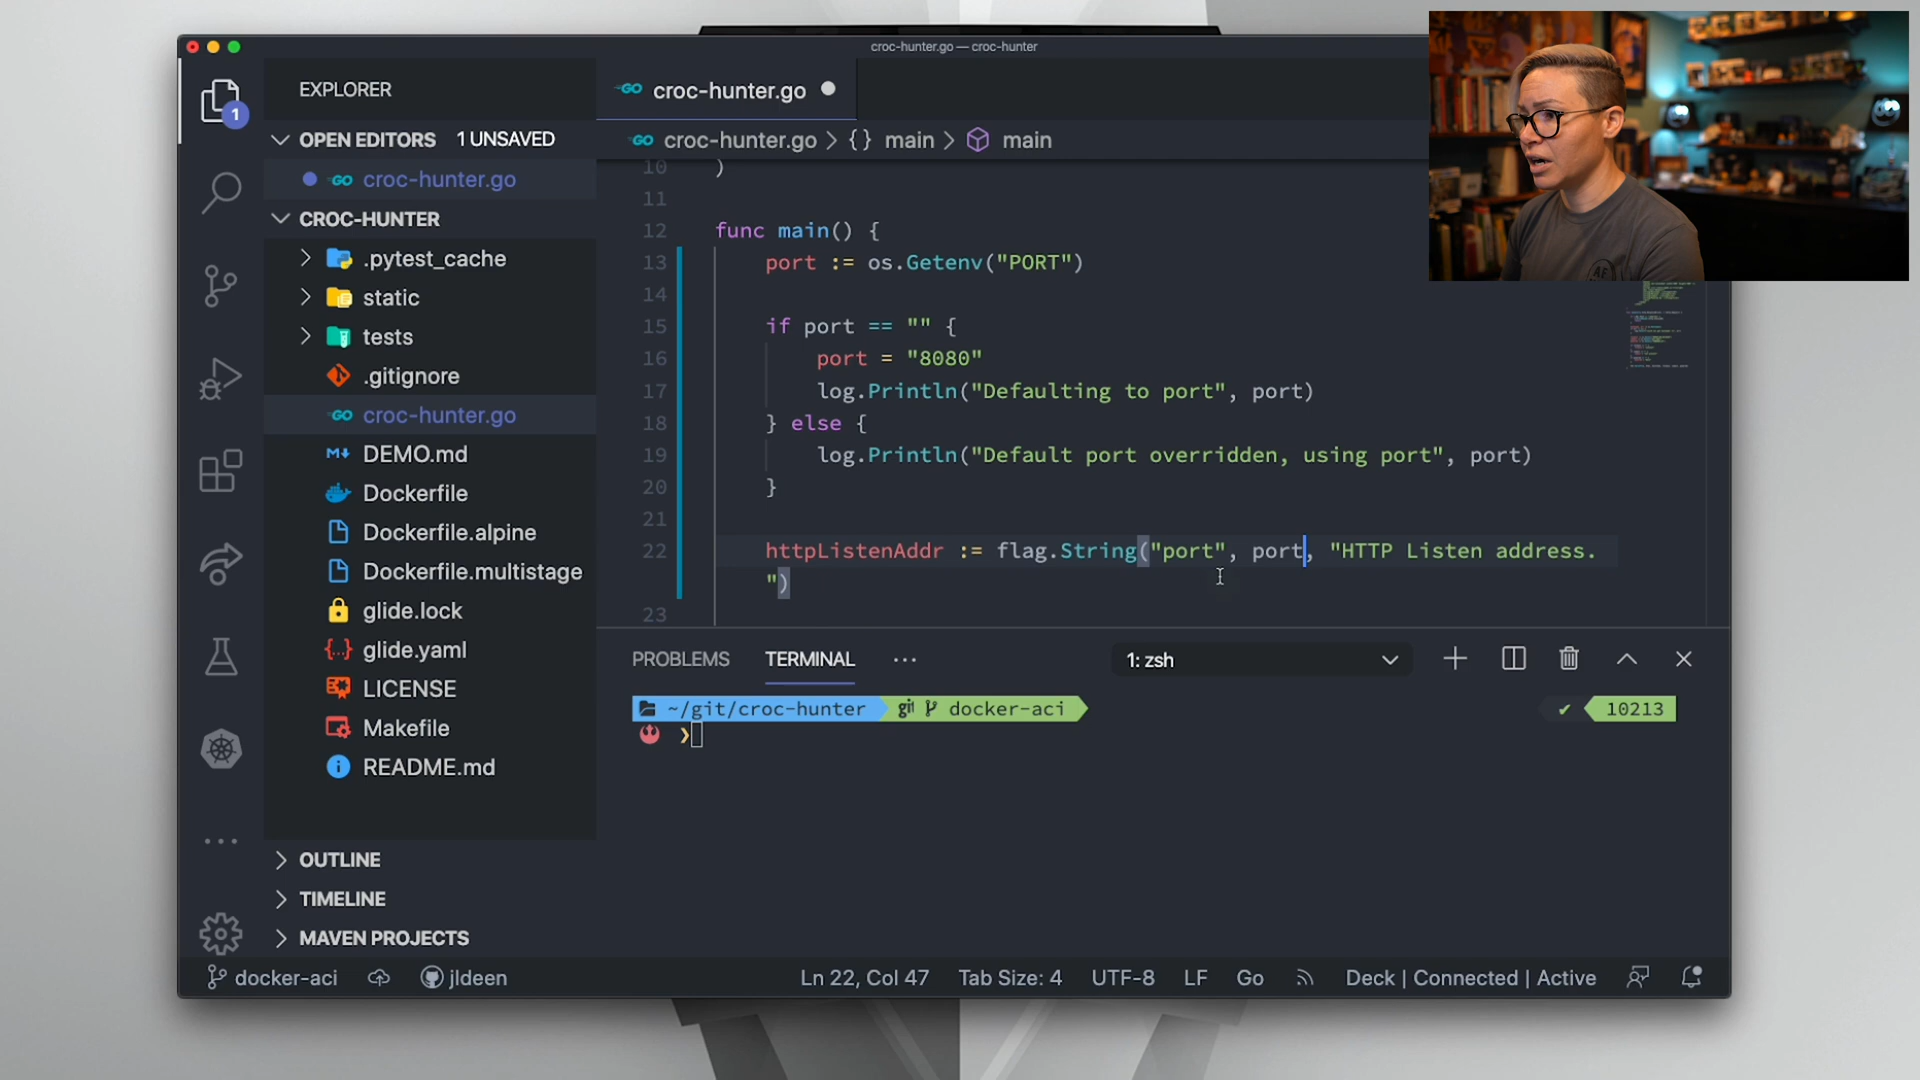 croc-hunter.go — croc-hunter
EXPLORER
croc-hunter.go
1
OPEN EDITORS 1 UNSAVED
croc-hunter.go > {} main > main
croc-hunter.go
CROC-HUNTER
.pytest_cache
static
tests
.gitignore
croc-hunter.go
DEMO.md
Dockerfile
Dockerfile.alpine
Dockerfile.multistage
glide.lock
glide.yaml
LICENSE
Makefile
README.md
OUTLINE
TIMELINE
MAVEN PROJECTS
10 )
11
12 func main() {
13 port := os.Getenv("PORT")
14
15 if port == "" {
16 port = "8080"
17 log.Println("Defaulting to port", port)
18 } else {
19 log.Println("Default port overridden, using port", port)
20 }
21
22 httpListenAddr := flag.String("port", port, "HTTP Listen address.
")
23
PROBLEMS TERMINAL ··· 1: zsh
~/git/croc-hunter git docker-aci ✔ 10213
❯
docker-aci jldeen Ln 22, Col 47 Tab Size: 4 UTF-8 LF Go Deck | Connected | Active